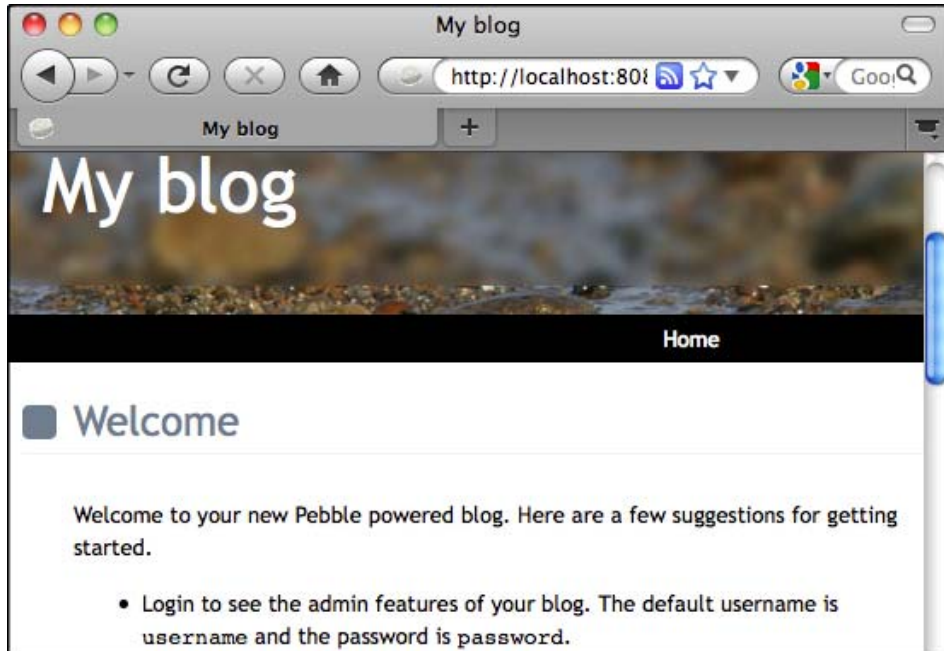 My blog
http://localhost:808
Goo
My blog
My blog
Home
Welcome
Welcome to your new Pebble powered blog. Here are a few suggestions for getting
started.
• Login to see the admin features of your blog. The default username is
username and the password is password.